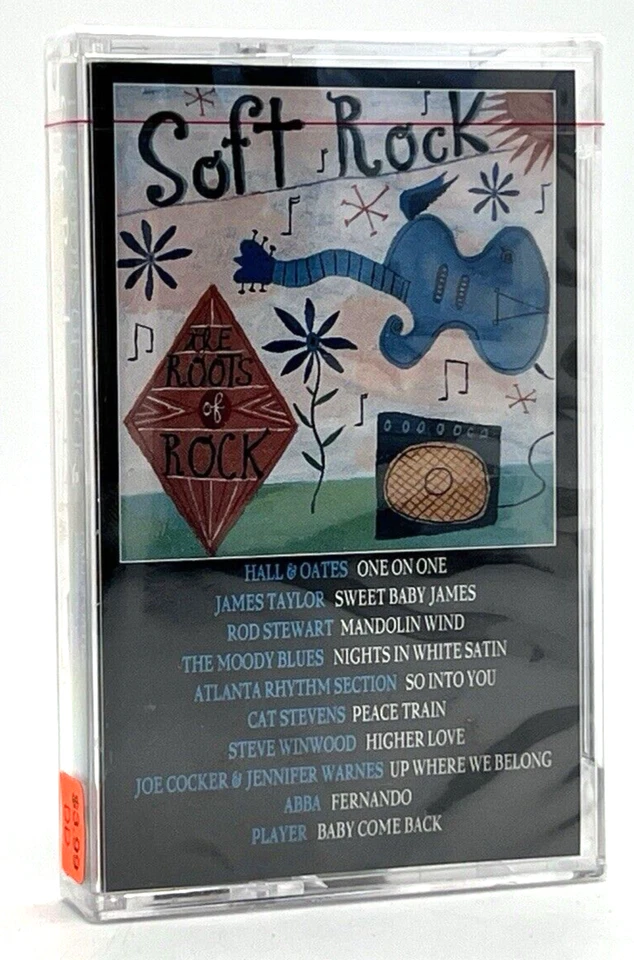 Soft Rock
THE
ROOTS
of
ROCK
HALL & OATES ONE ON ONE
JAMES TAYLOR SWEET BABY JAMES
ROD STEWART MANDOLIN WIND
THE MOODY BLUES NIGHTS IN WHITE SATIN
ATLANTA RHYTHM SECTION SO INTO YOU
CAT STEVENS PEACE TRAIN
STEVE WINWOOD HIGHER LOVE
JOE COCKER & JENNIFER WARNES UP WHERE WE BELONG
ABBA FERNANDO
PLAYER BABY COME BACK
$3.99